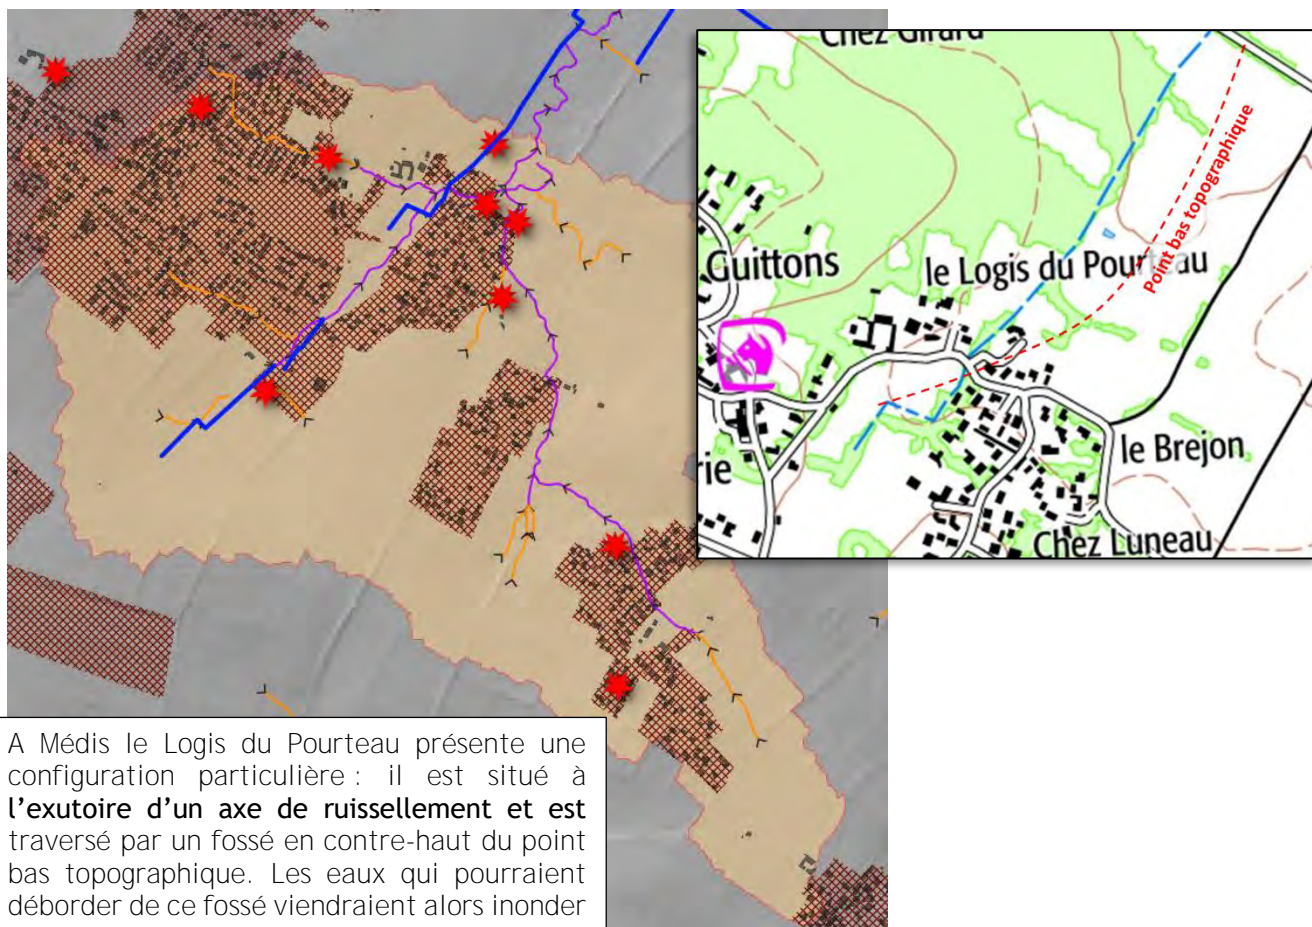 Chez Girard
Point bas topographique
Guittons
le Logis du Pourteau
rie
le Brejon
Chez Luneau
A Médis le Logis du Pourteau présente une
configuration particulière : il est situé à
l’exutoire d’un axe de ruissellement et est
traversé par un fossé en contre-haut du point
bas topographique. Les eaux qui pourraient
déborder de ce fossé viendraient alors inonder